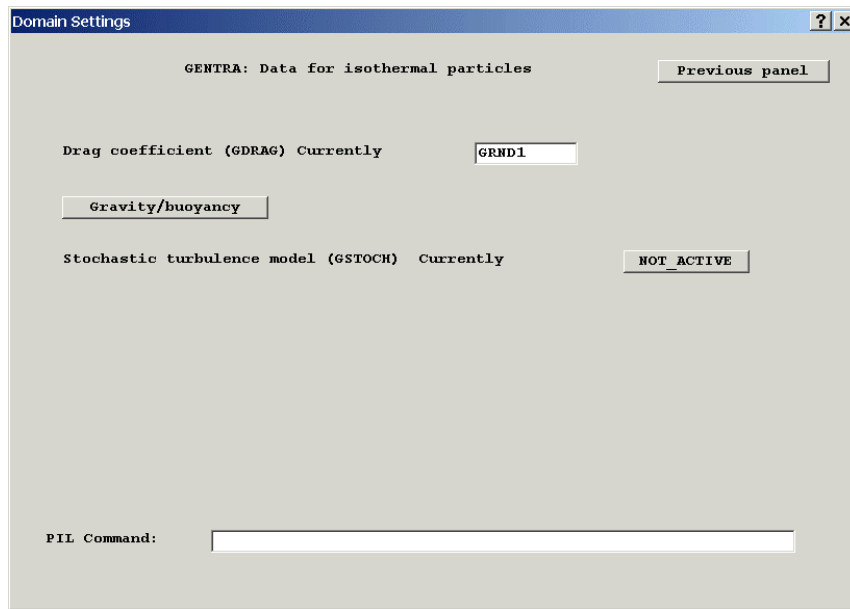 Domain Settings
? ×
GENTRA: Data for isothermal particles
Previous panel
Drag coefficient (GDRAG) Currently GRND1
Gravity/buoyancy
Stochastic turbulence model (GSTOCH) Currently NOT_ACTIVE
PIL Command: